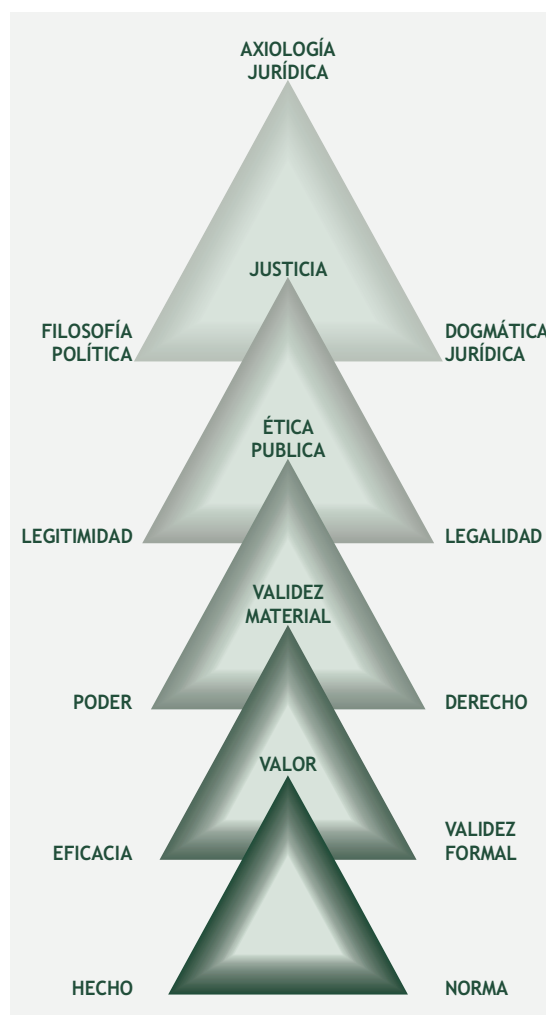 AXIOLOGÍA
JURÍDICA
JUSTICIA
FILOSOFÍA
POLÍTICA
DOGMÁTICA
JURÍDICA
ÉTICA
PUBLICA
LEGITIMIDAD
LEGALIDAD
VALIDEZ
MATERIAL
PODER
DERECHO
VALOR
EFICACIA
VALIDEZ
FORMAL
HECHO
NORMA